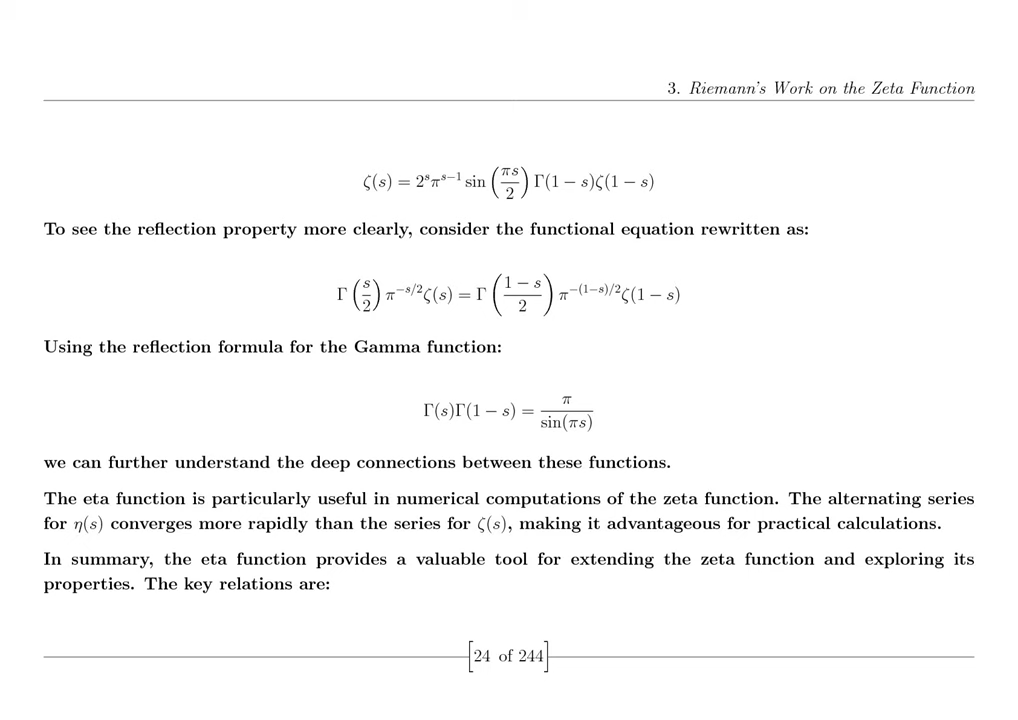 3. Riemann's Work on the Zeta Function
ζ(s) = 2^s π^{s−1} sin (πs/2) Γ(1 − s)ζ(1 − s)
To see the reflection property more clearly, consider the functional equation rewritten as:
Γ (s/2) π^{−s/2} ζ(s) = Γ ((1 − s)/2) π^{−(1−s)/2} ζ(1 − s)
Using the reflection formula for the Gamma function:
Γ(s)Γ(1 − s) = π/sin(πs)
we can further understand the deep connections between these functions.
The eta function is particularly useful in numerical computations of the zeta function. The alternating series
for η(s) converges more rapidly than the series for ζ(s), making it advantageous for practical calculations.
In summary, the eta function provides a valuable tool for extending the zeta function and exploring its
properties. The key relations are:
[24 of 244]